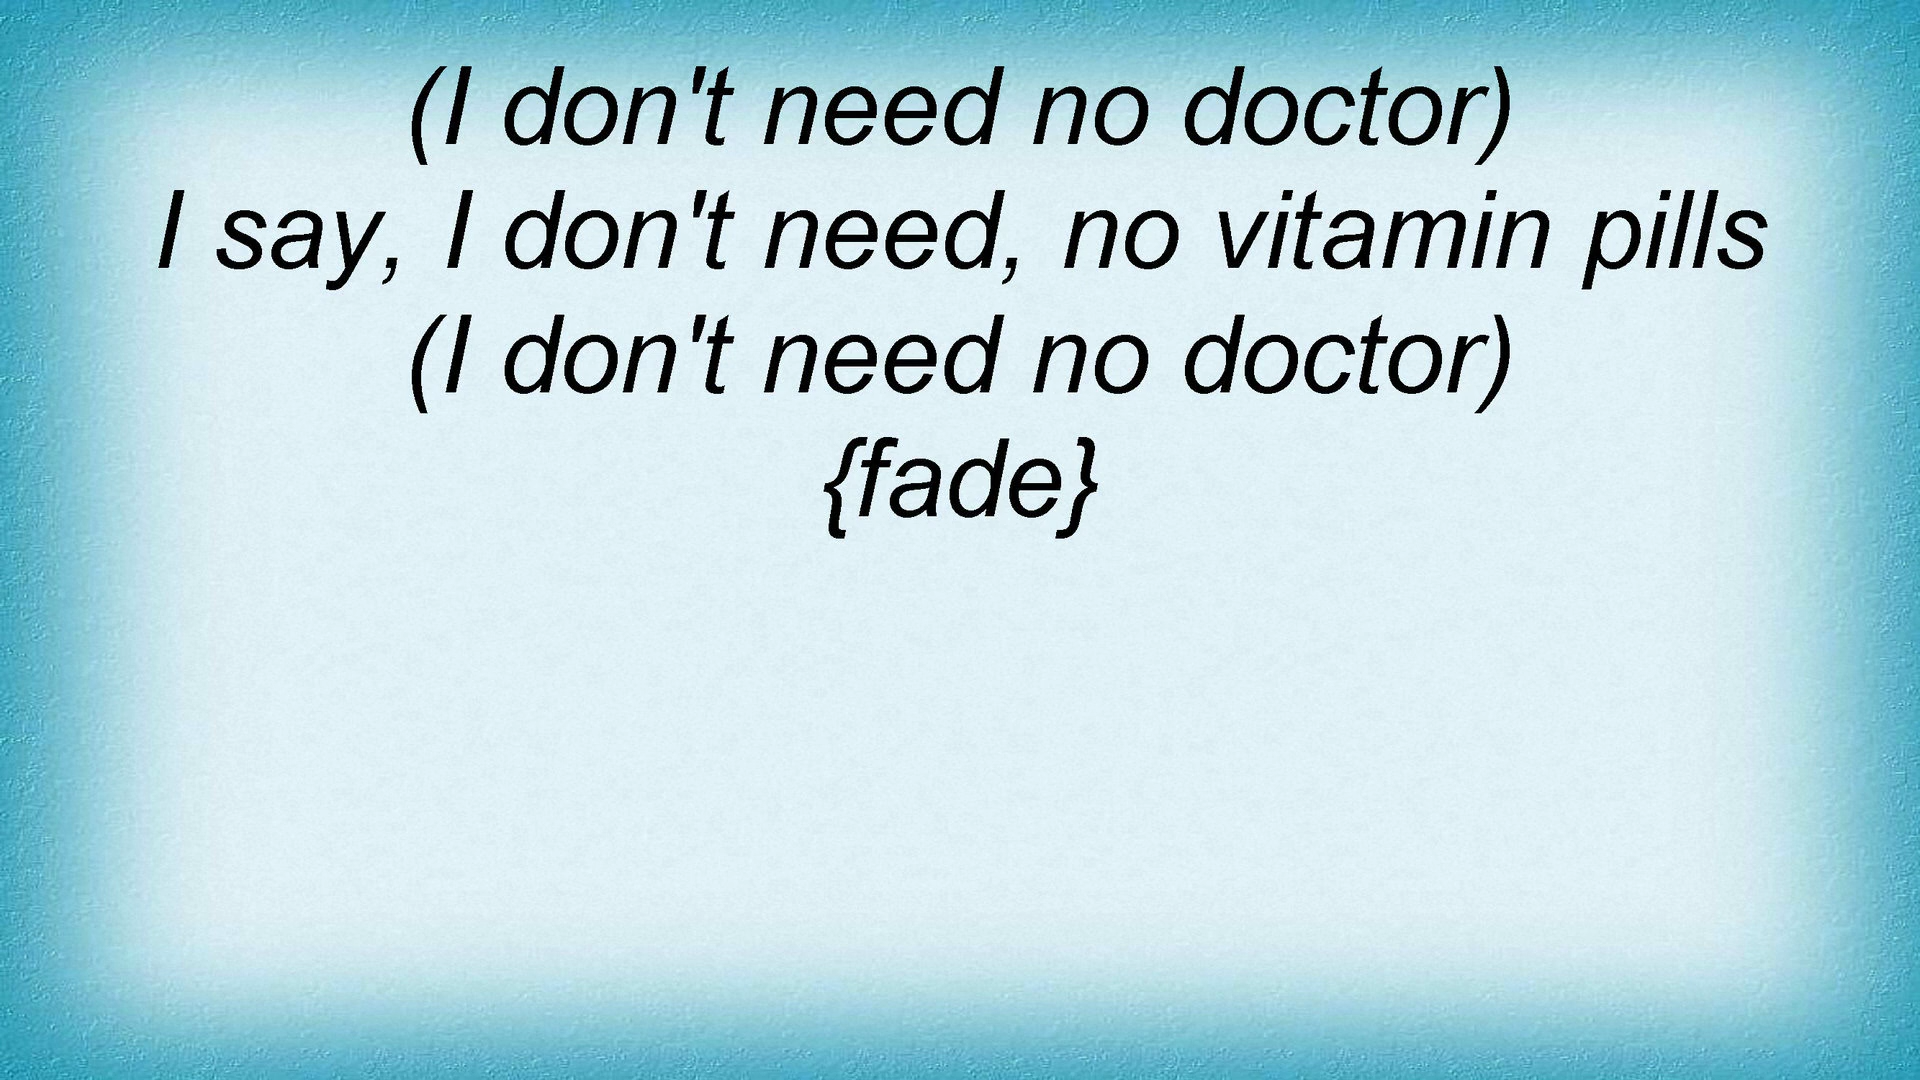 (I don't need no doctor)
I say, I don't need, no vitamin pills
(I don't need no doctor)
{fade}